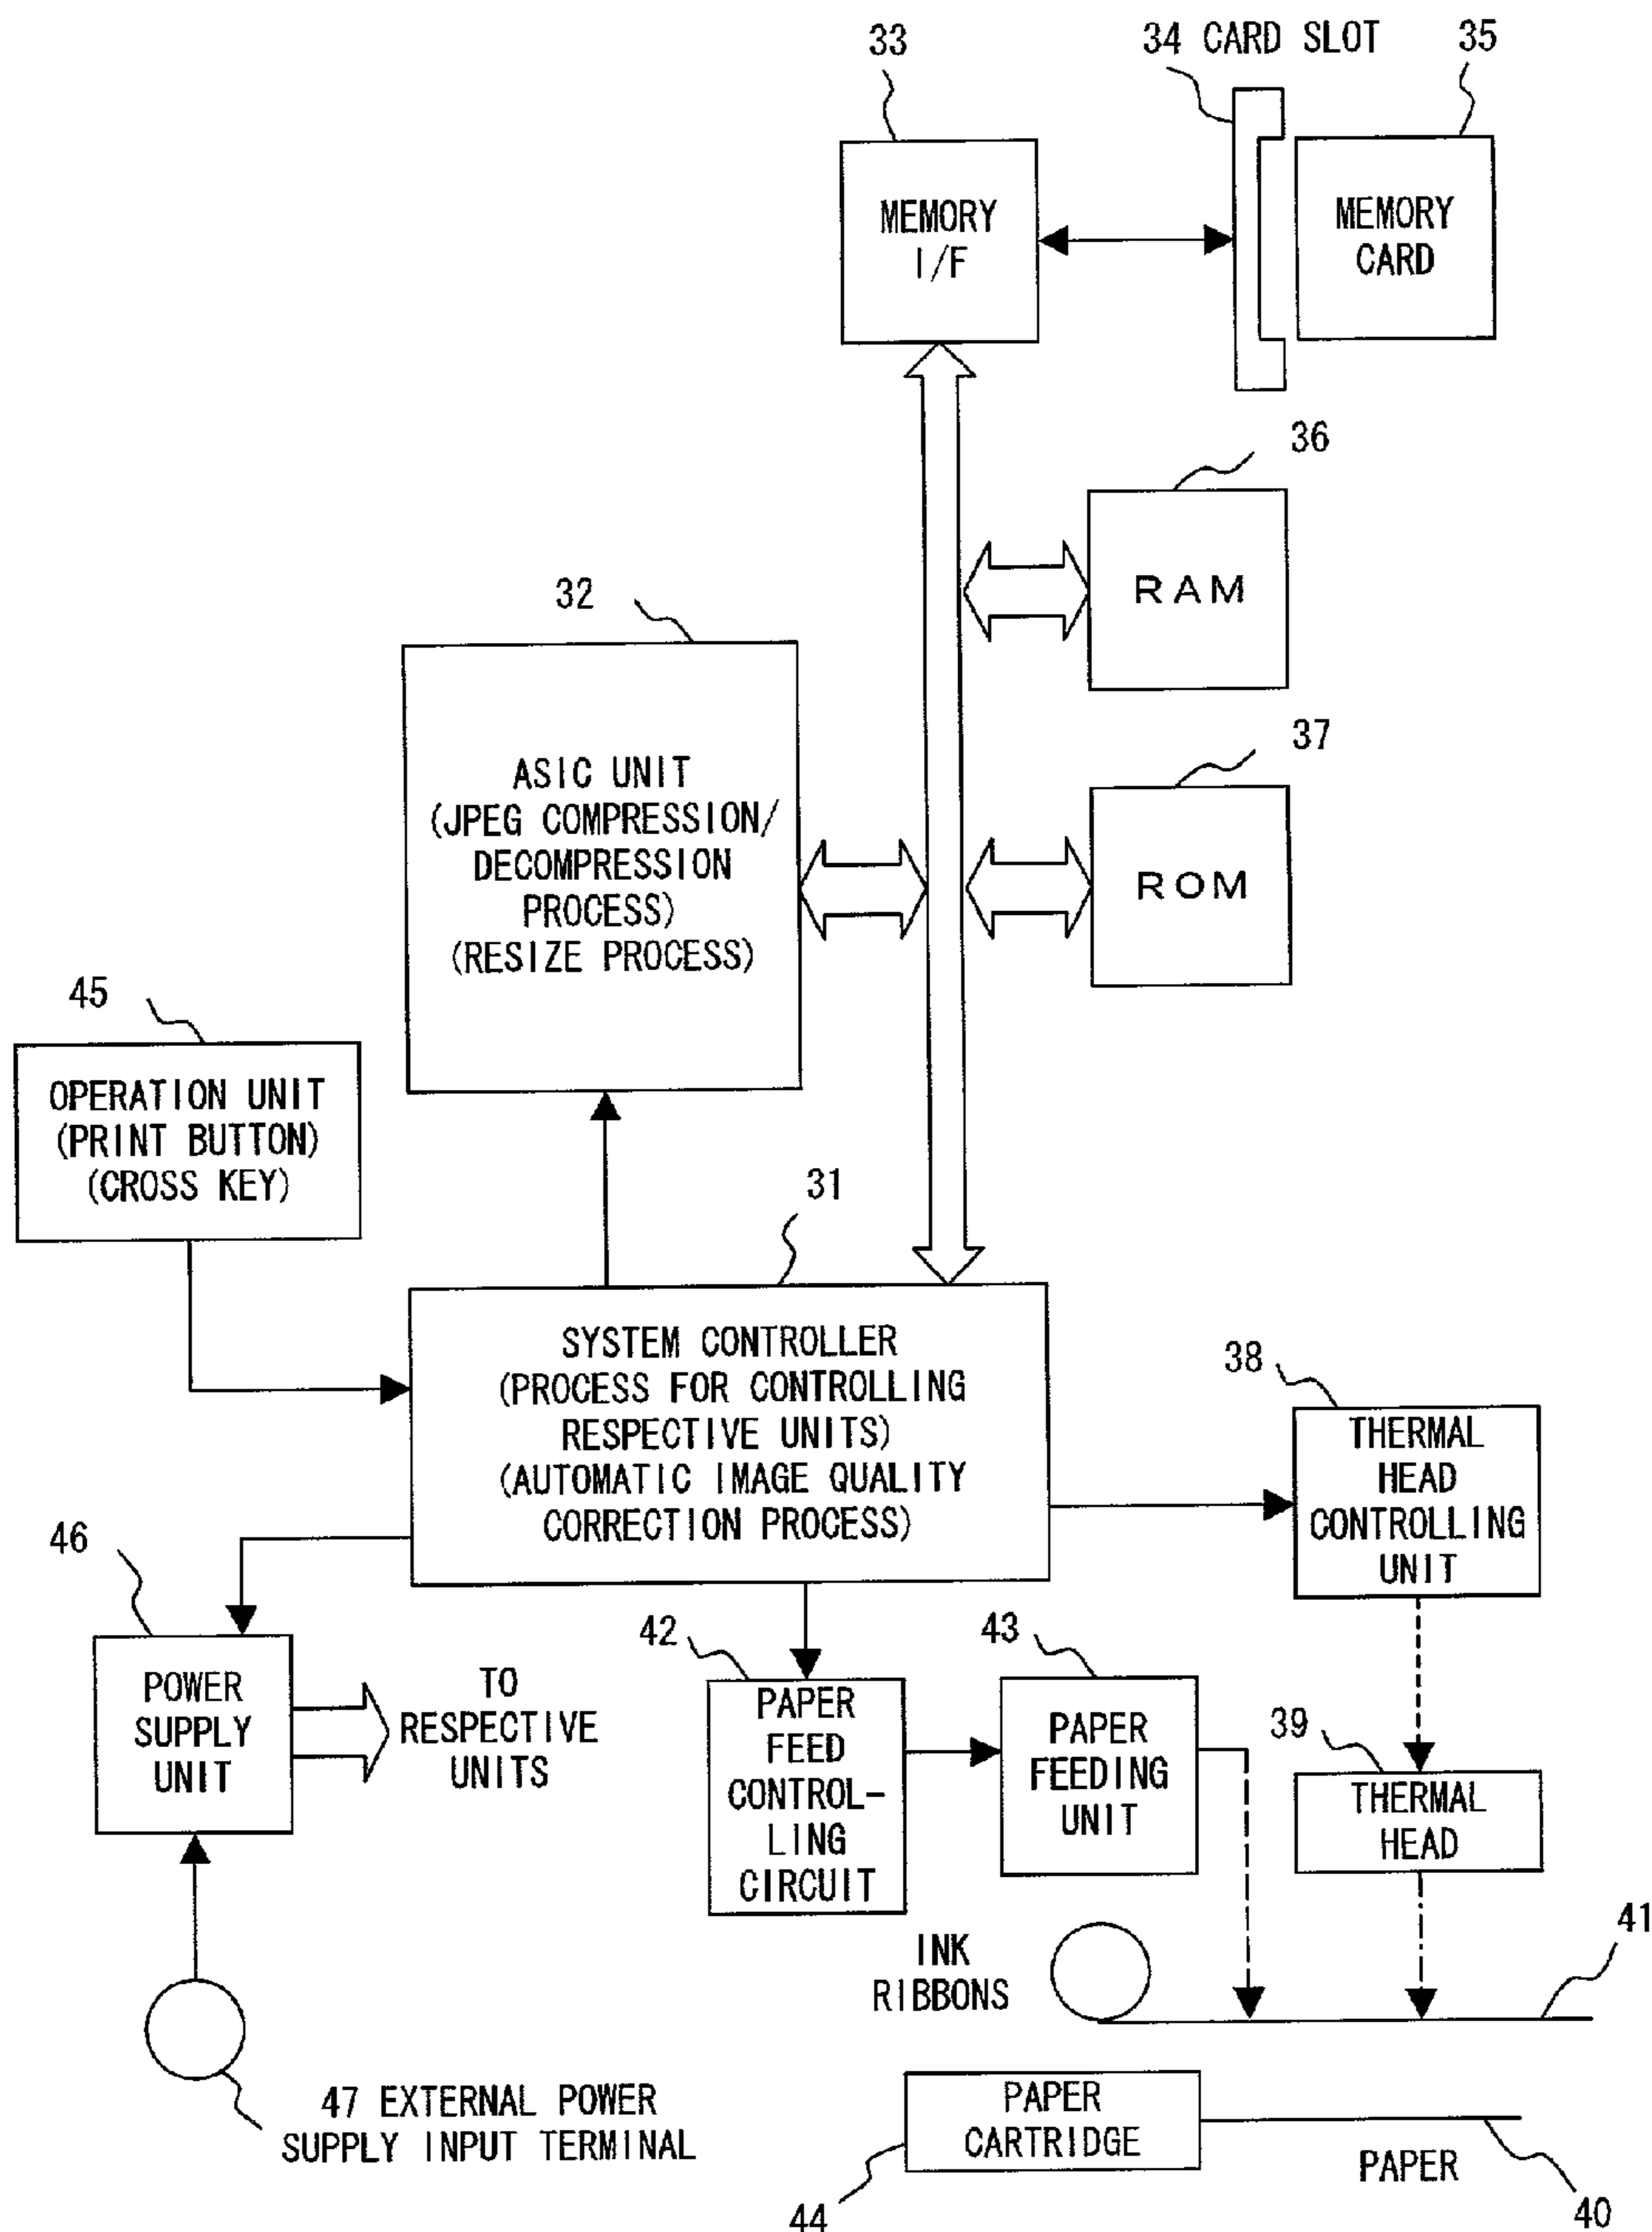 33
34 CARD SLOT
35
MEMORY
I/F
MEMORY
CARD
36
RAM
32
37
ASIC UNIT
(JPEG COMPRESSION/
DECOMPRESSION
PROCESS)
(RESIZE PROCESS)
ROM
45
OPERATION UNIT
(PRINT BUTTON)
(CROSS KEY)
31
SYSTEM CONTROLLER
(PROCESS FOR CONTROLLING
RESPECTIVE UNITS)
(AUTOMATIC IMAGE QUALITY
CORRECTION PROCESS)
38
THERMAL
HEAD
CONTROLLING
UNIT
46
POWER
SUPPLY
UNIT
TO
RESPECTIVE
UNITS
42
PAPER
FEED
CONTROL-
LING
CIRCUIT
43
PAPER
FEEDING
UNIT
39
THERMAL
HEAD
41
INK
RIBBONS
47 EXTERNAL POWER
SUPPLY INPUT TERMINAL
PAPER
CARTRIDGE
PAPER
44
40